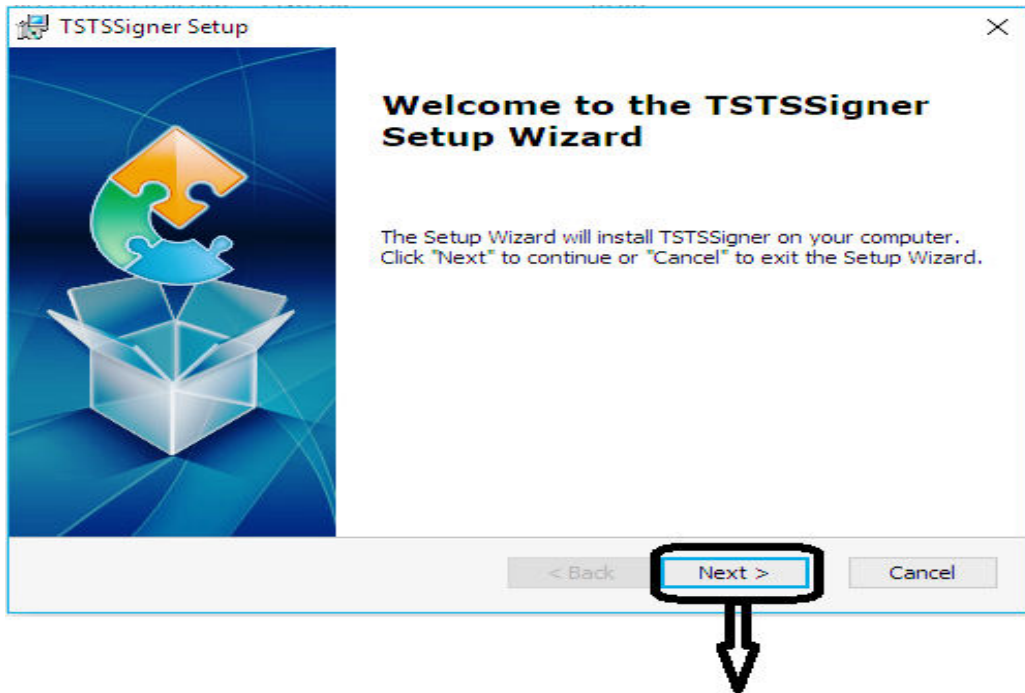 TSTSSigner Setup
Welcome to the TSTSSigner
Setup Wizard
The Setup Wizard will install TSTSSigner on your computer.
Click "Next" to continue or "Cancel" to exit the Setup Wizard.
< Back Next > Cancel